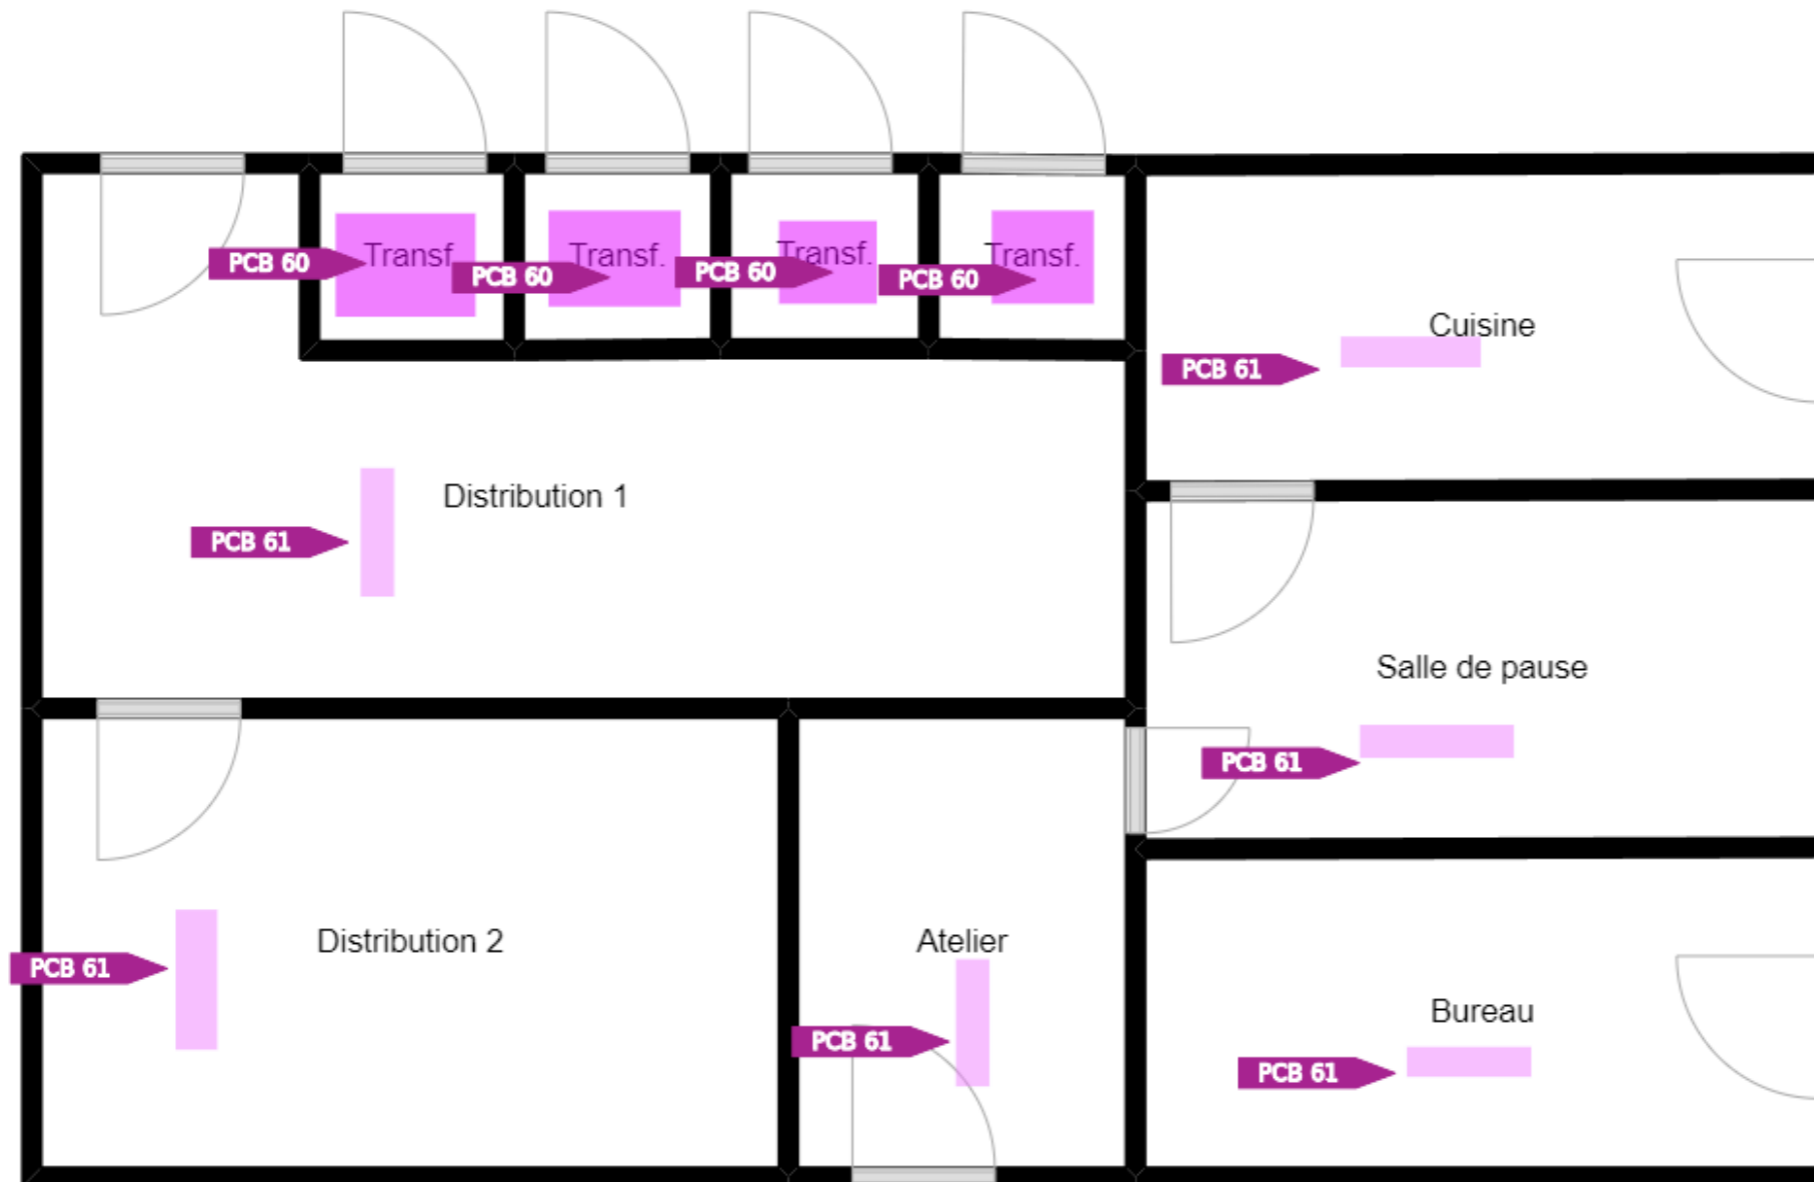 PCB 60
Transf.
PCB 60
Transf.
PCB 60
Transf.
PCB 60
Transf.
Cuisine
PCB 61
Distribution 1
PCB 61
Salle de pause
PCB 61
Distribution 2
PCB 61
Atelier
PCB 61
Bureau
PCB 61